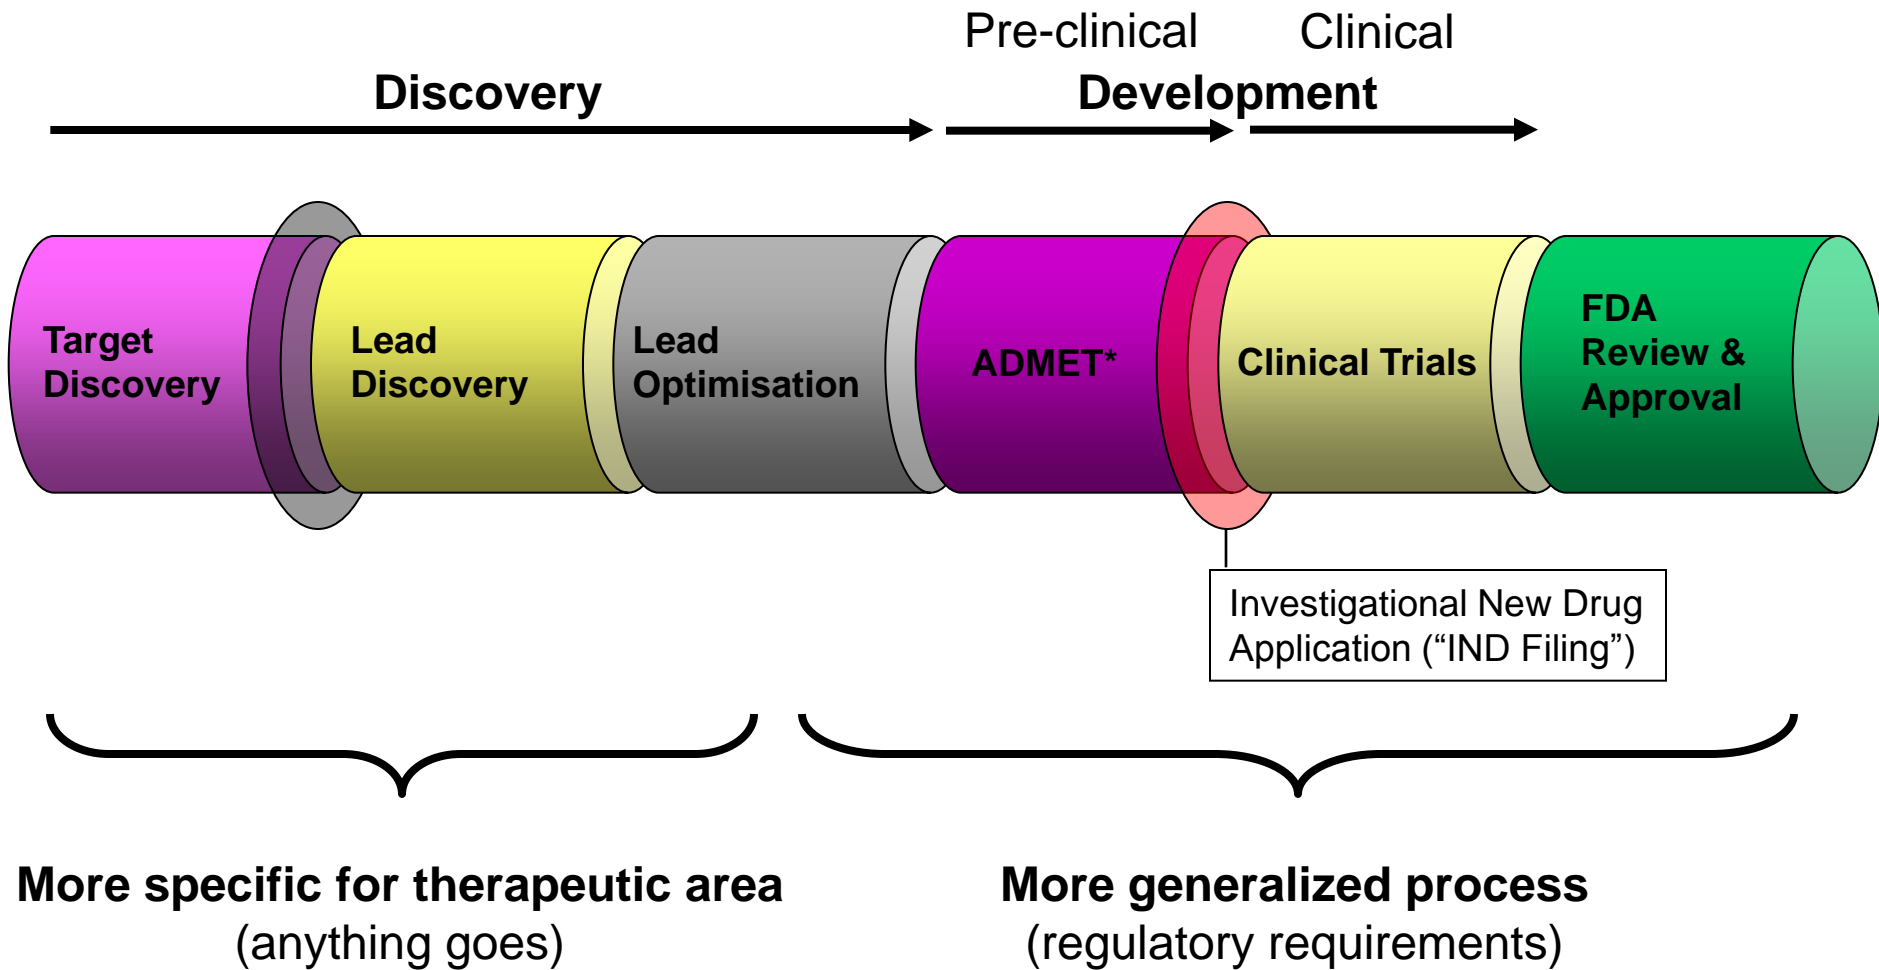 Pre-clinical
Clinical
Discovery
Development
Target
Discovery
Lead
Discovery
Lead
Optimisation
ADMET*
Clinical Trials
FDA
Review &
Approval
Investigational New Drug
Application (“IND Filing”)
More specific for therapeutic area
(anything goes)
More generalized process
(regulatory requirements)